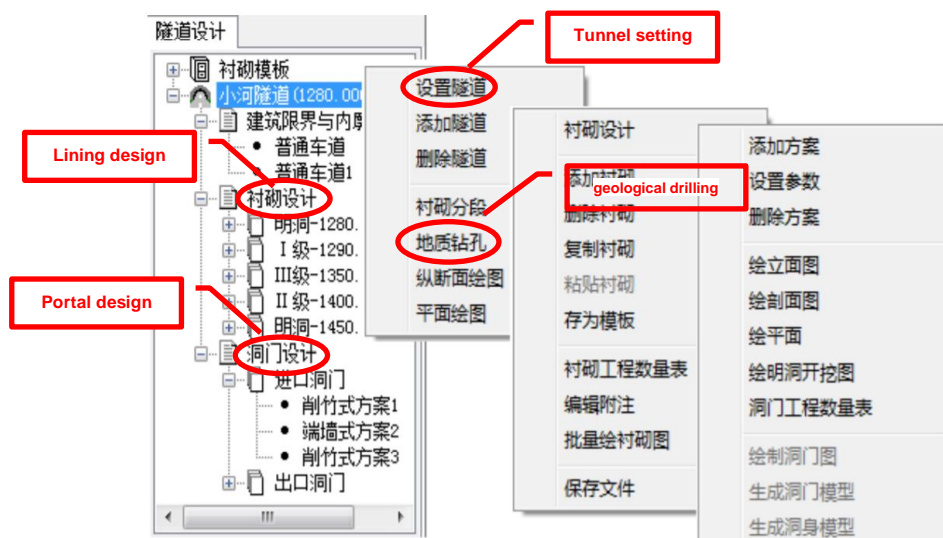 隧道设计
衬砌模板
小河隧道(1280.00
建筑限界与内
普通车道
普通车道1
衬砌设计
明洞-1280.
I级-1290.
III级-1350.
II级-1400.
明洞-1450.
洞门设计
进口洞门
削竹式方案1
端墙式方案2
削竹式方案3
出口洞门
Tunnel setting
Lining design
geological drilling
Portal design
设置隧道
添加隧道
删除隧道
衬砌分段
地质钻孔
纵断面绘图
平面绘图
衬砌设计
添加衬砌
删除衬砌
复制衬砌
粘贴衬砌
存为模板
衬砌工程数量表
编辑附注
批量绘衬砌图
保存文件
添加方案
设置参数
删除方案
绘立面图
绘剖面图
绘平面
绘明洞开挖图
洞门工程数量表
绘制洞门图
生成洞门模型
生成洞身模型